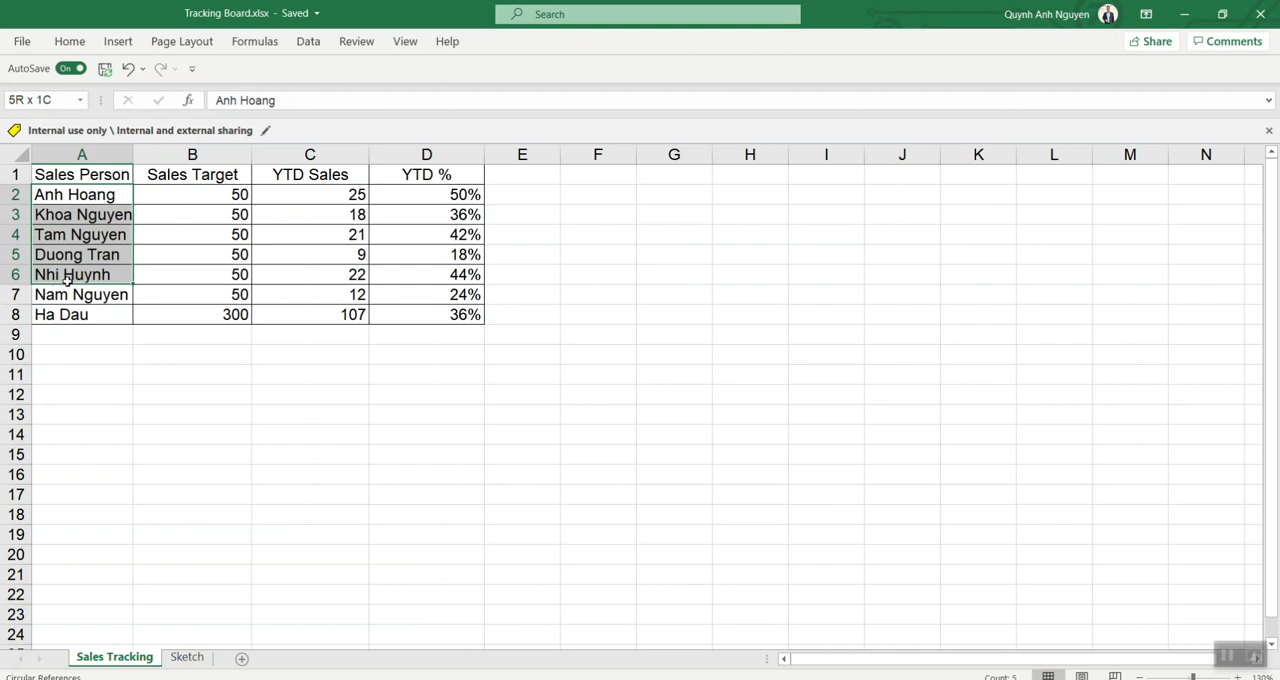 Tracking Board.xlsx - Saved
Search
Quynh Anh Nguyen
File Home Insert Page Layout Formulas Data Review View Help
Share Comments
AutoSave On
5R x 1C fx Anh Hoang
Internal use only \ Internal and external sharing
A B C D E F G H I J K L M N
1 Sales Person Sales Target YTD Sales YTD %
2 Anh Hoang 50 25 50%
3 Khoa Nguyen 50 18 36%
4 Tam Nguyen 50 21 42%
5 Duong Tran 50 9 18%
6 Nhi Huynh 50 22 44%
7 Nam Nguyen 50 12 24%
8 Ha Dau 300 107 36%
9
10
11
12
13
14
15
16
17
18
19
20
21
22
23
24
Sales Tracking Sketch
Circular References Count: 5 130%